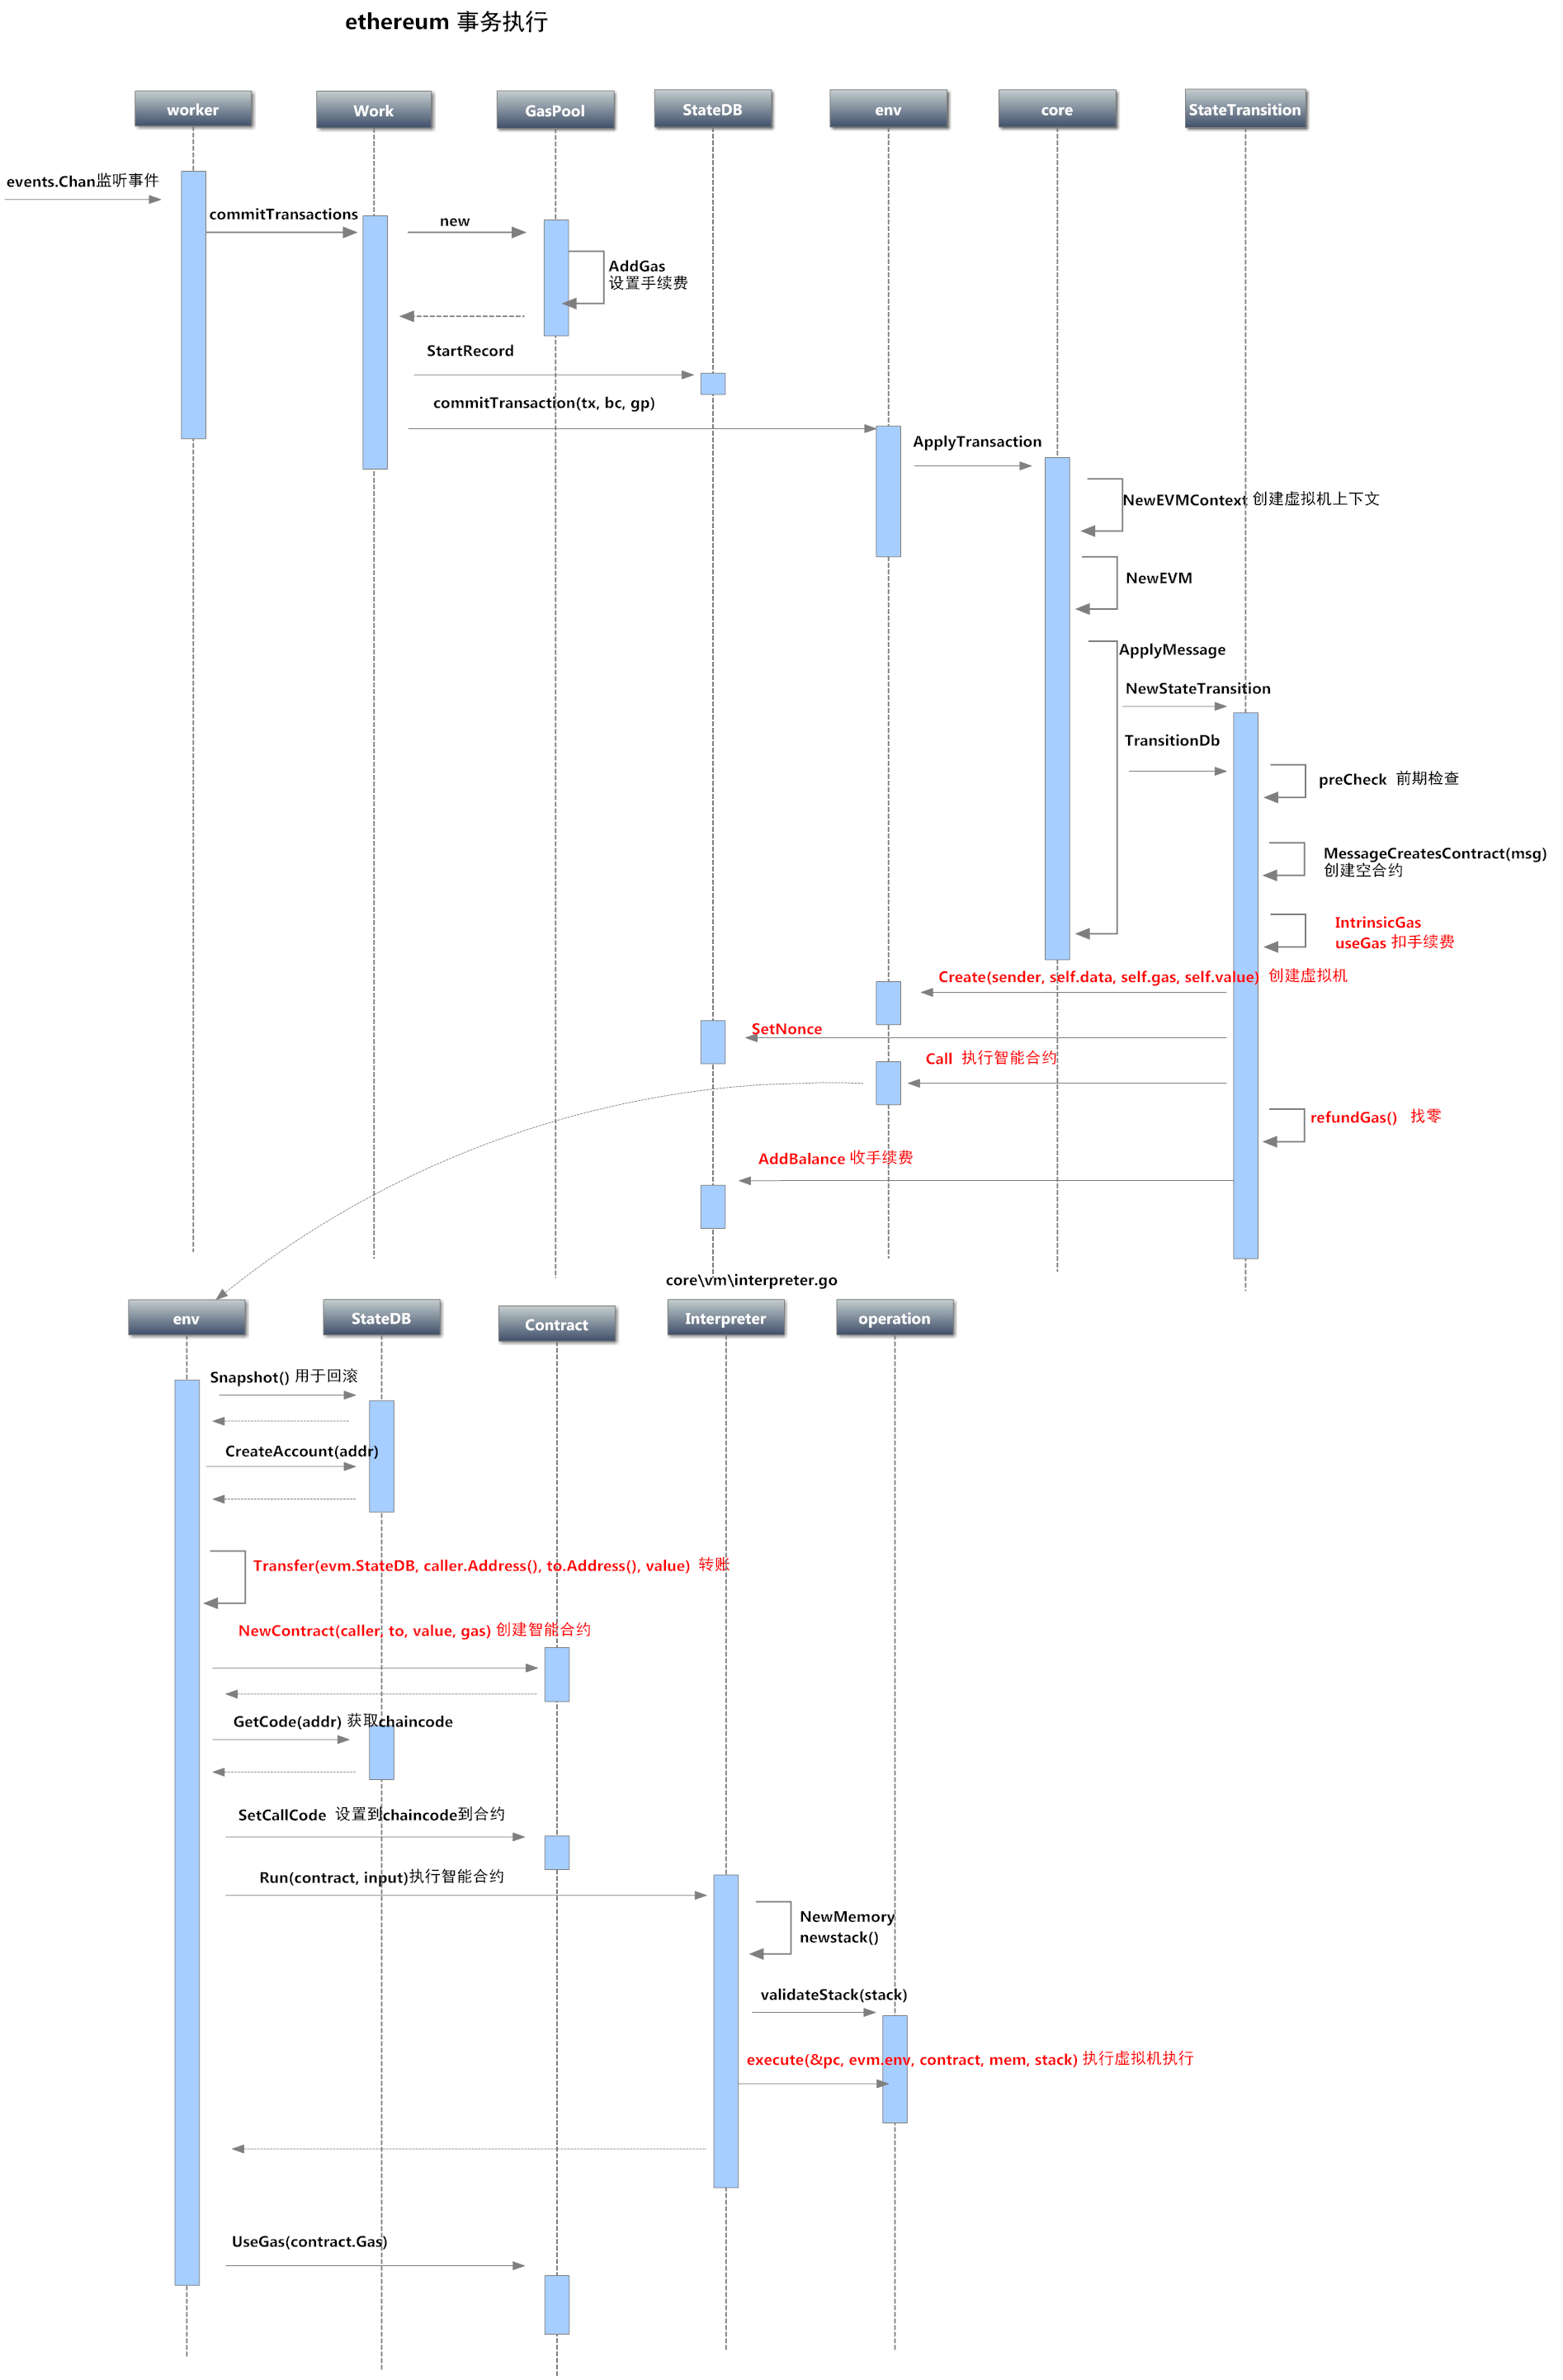 ethereum 事务执行
worker
Work
GasPool
StateDB
env
core
StateTransition
events.Chan监听事件
commitTransactions
new
AddGas
设置手续费
StartRecord
commitTransaction(tx, bc, gp)
ApplyTransaction
NewEVMContext 创建虚拟机上下文
NewEVM
ApplyMessage
NewStateTransition
TransitionDb
preCheck 前期检查
MessageCreatesContract(msg)
创建空合约
IntrinsicGas
useGas 扣手续费
Create(sender, self.data, self.gas, self.value) 创建虚拟机
SetNonce
Call 执行智能合约
refundGas() 找零
AddBalance 收手续费
core\vm\interpreter.go
env
StateDB
Contract
Interpreter
operation
Snapshot() 用于回滚
CreateAccount(addr)
Transfer(evm.StateDB, caller.Address(), to.Address(), value) 转账
NewContract(caller, to, value, gas) 创建智能合约
GetCode(addr) 获取chaincode
SetCallCode 设置到chaincode到合约
Run(contract, input)执行智能合约
NewMemory
newstack()
validateStack(stack)
execute(&pc, evm.env, contract, mem, stack) 执行虚拟机执行
UseGas(contract.Gas)